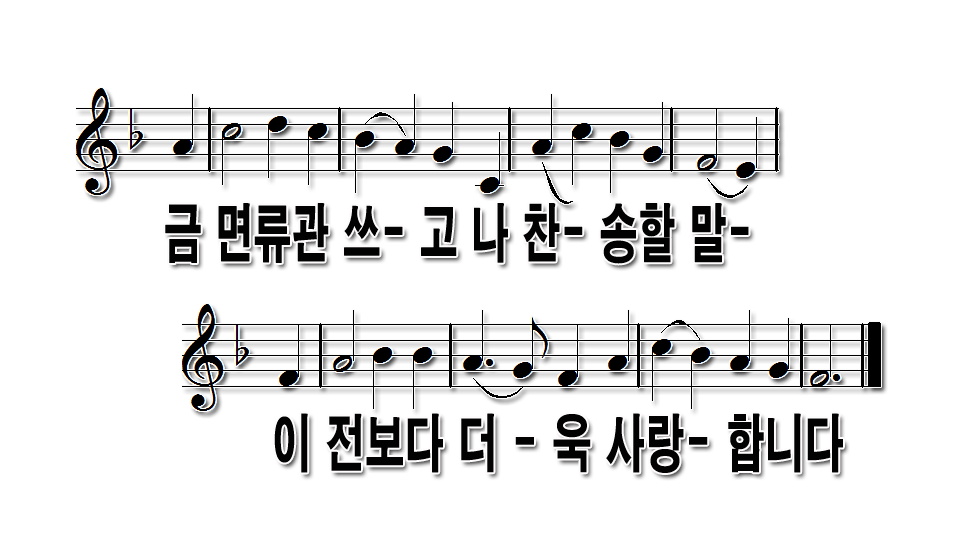 금 면류관 쓰- 고 나 찬- 송할 말-
이 전보다 더 - 욱 사랑- 합니다